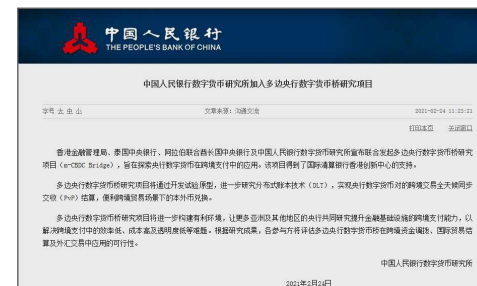 中国人民银行
THE PEOPLE'S BANK OF CHINA
中国人民银行数字货币研究所加入多边央行数字货币桥研究项目
字号 大 中 小 文章来源：沟通交流 2021-02-24 11:23:21
打印本页 关闭窗口
香港金融管理局、泰国中央银行、阿拉伯联合酋长国中央银行及中国人民银行数字货币研究所宣布联合发起多边央行数字货币桥研究
项目（m-CBDC Bridge），旨在探索央行数字货币在跨境支付中的应用。该项目得到了国际清算银行香港创新中心的支持。
多边央行数字货币桥研究项目将通过开发试验原型，进一步研究分布式账本技术（DLT），实现央行数字货币对的跨境交易全天候同步
交收（PvP）结算，便利跨境贸易场景下的本外币兑换。
多边央行数字货币桥研究项目将进一步构建有利环境，让更多亚洲及其他地区的央行共同研究提升金融基础设施的跨境支付能力，以
解决跨境支付中的效率低、成本高及透明度低等难题。根据研究成果，各参与方将评估多边央行数字货币桥在跨境资金调拨、国际贸易结
算及外汇交易中应用的可行性。
中国人民银行数字货币研究所
2021年2月24日